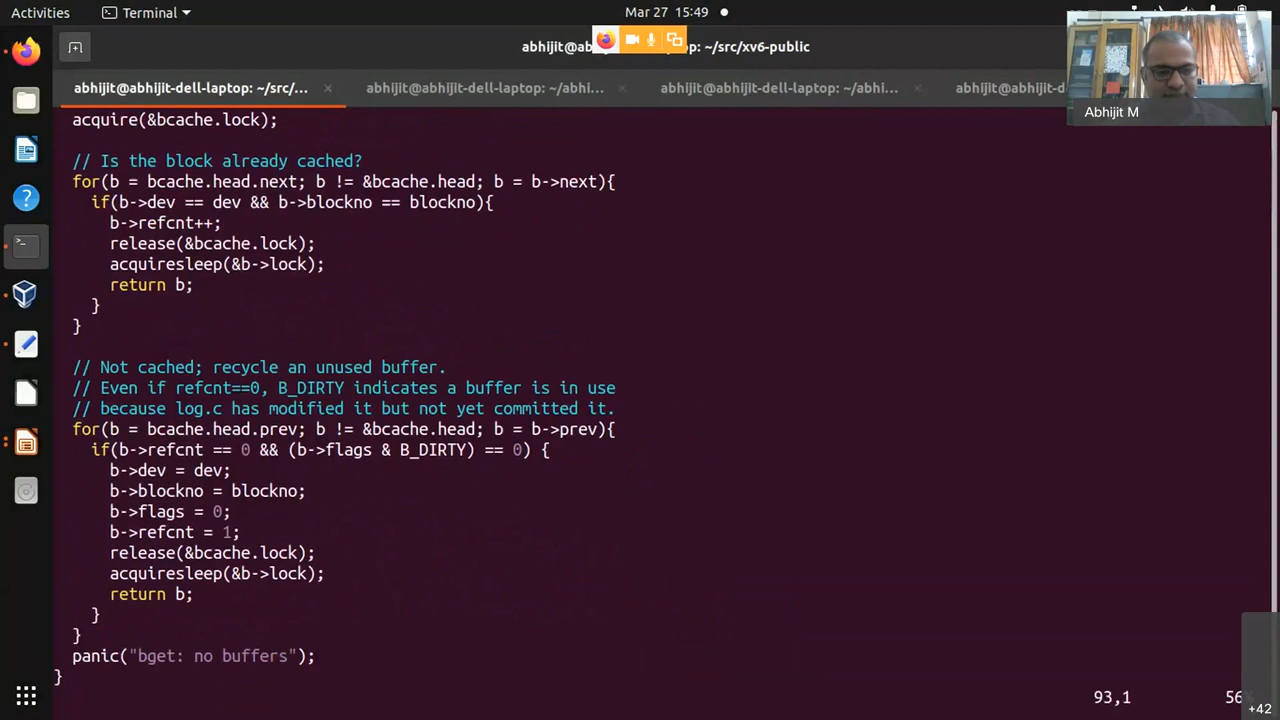 Activities
Terminal
Mar 27 15:49
abhijit@ab
op: ~/src/xv6-public
abhijit@abhijit-dell-laptop: ~/src/...
abhijit@abhijit-dell-laptop: ~/abhi...
abhijit@abhijit-dell-laptop: ~/abhi...
abhijit@abhijit-d
Abhijit M
acquire(&bcache.lock);
// Is the block already cached?
for(b = bcache.head.next; b != &bcache.head; b = b->next){
if(b->dev == dev && b->blockno == blockno){
b->refcnt++;
release(&bcache.lock);
acquiresleep(&b->lock);
return b;
}
}
// Not cached; recycle an unused buffer.
// Even if refcnt==0, B_DIRTY indicates a buffer is in use
// because log.c has modified it but not yet committed it.
for(b = bcache.head.prev; b != &bcache.head; b = b->prev){
if(b->refcnt == 0 && (b->flags & B_DIRTY) == 0) {
b->dev = dev;
b->blockno = blockno;
b->flags = 0;
b->refcnt = 1;
release(&bcache.lock);
acquiresleep(&b->lock);
return b;
}
}
panic("bget: no buffers");
}
93,1
56%
+42